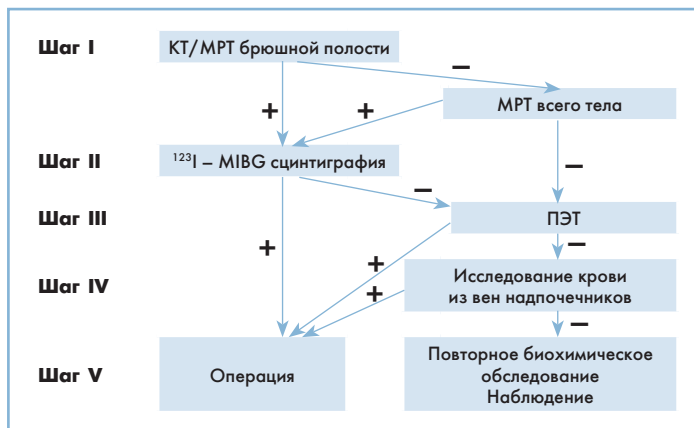 Шаг I
КТ/МРТ брюшной полости
–
+
+
МРТ всего тела
Шаг II
¹²³I – MIBG сцинтиграфия
–
–
Шаг III
ПЭТ
+
–
+
Шаг IV
Исследование крови
из вен надпочечников
+
–
Шаг V
Операция
Повторное биохимическое
обследование
Наблюдение